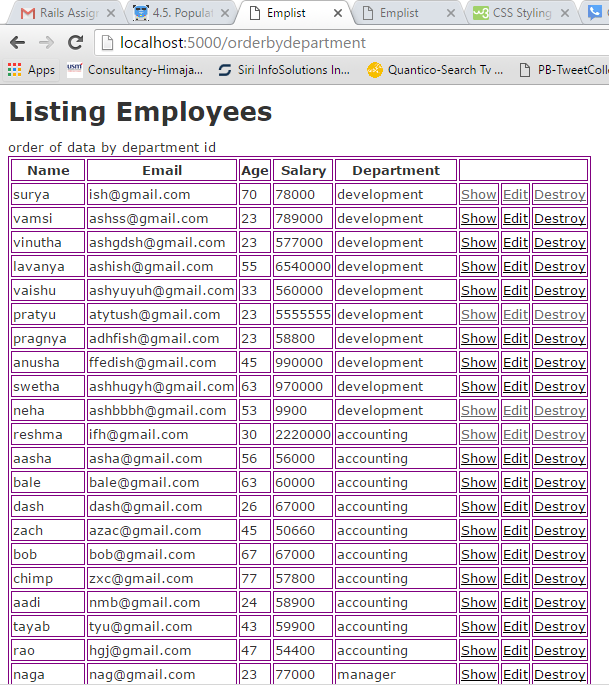 Rails Assig
4.5. Populat
Emplist
Emplist
CSS Styling
localhost:5000/orderbydepartment
Apps
usmf Consultancy-Himaja...
Siri InfoSolutions In...
Quantico-Search Tv ...
PB-TweetColle
Listing Employees
order of data by department id
Name Email Age Salary Department
surya ish@gmail.com 70 78000 development Show Edit Destroy
vamsi ashss@gmail.com 23 789000 development Show Edit Destroy
vinutha ashgdsh@gmail.com 23 577000 development Show Edit Destroy
lavanya ashish@gmail.com 55 6540000 development Show Edit Destroy
vaishu ashyuyuh@gmail.com 33 560000 development Show Edit Destroy
pratyu atytush@gmail.com 23 5555555 development Show Edit Destroy
pragnya adhfish@gmail.com 23 58800 development Show Edit Destroy
anusha ffedish@gmail.com 45 990000 development Show Edit Destroy
swetha ashhugyh@gmail.com 63 970000 development Show Edit Destroy
neha ashbbbh@gmail.com 53 9900 development Show Edit Destroy
reshma ifh@gmail.com 30 2220000 accounting Show Edit Destroy
aasha asha@gmail.com 56 56000 accounting Show Edit Destroy
bale bale@gmail.com 63 60000 accounting Show Edit Destroy
dash dash@gmail.com 26 67000 accounting Show Edit Destroy
zach azac@gmail.com 45 50660 accounting Show Edit Destroy
bob bob@gmail.com 67 67000 accounting Show Edit Destroy
chimp zxc@gmail.com 77 57800 accounting Show Edit Destroy
aadi nmb@gmail.com 24 58900 accounting Show Edit Destroy
tayab tyu@gmail.com 43 59900 accounting Show Edit Destroy
rao hgj@gmail.com 47 54400 accounting Show Edit Destroy
naga nag@gmail.com 23 77000 manager Show Edit Destroy